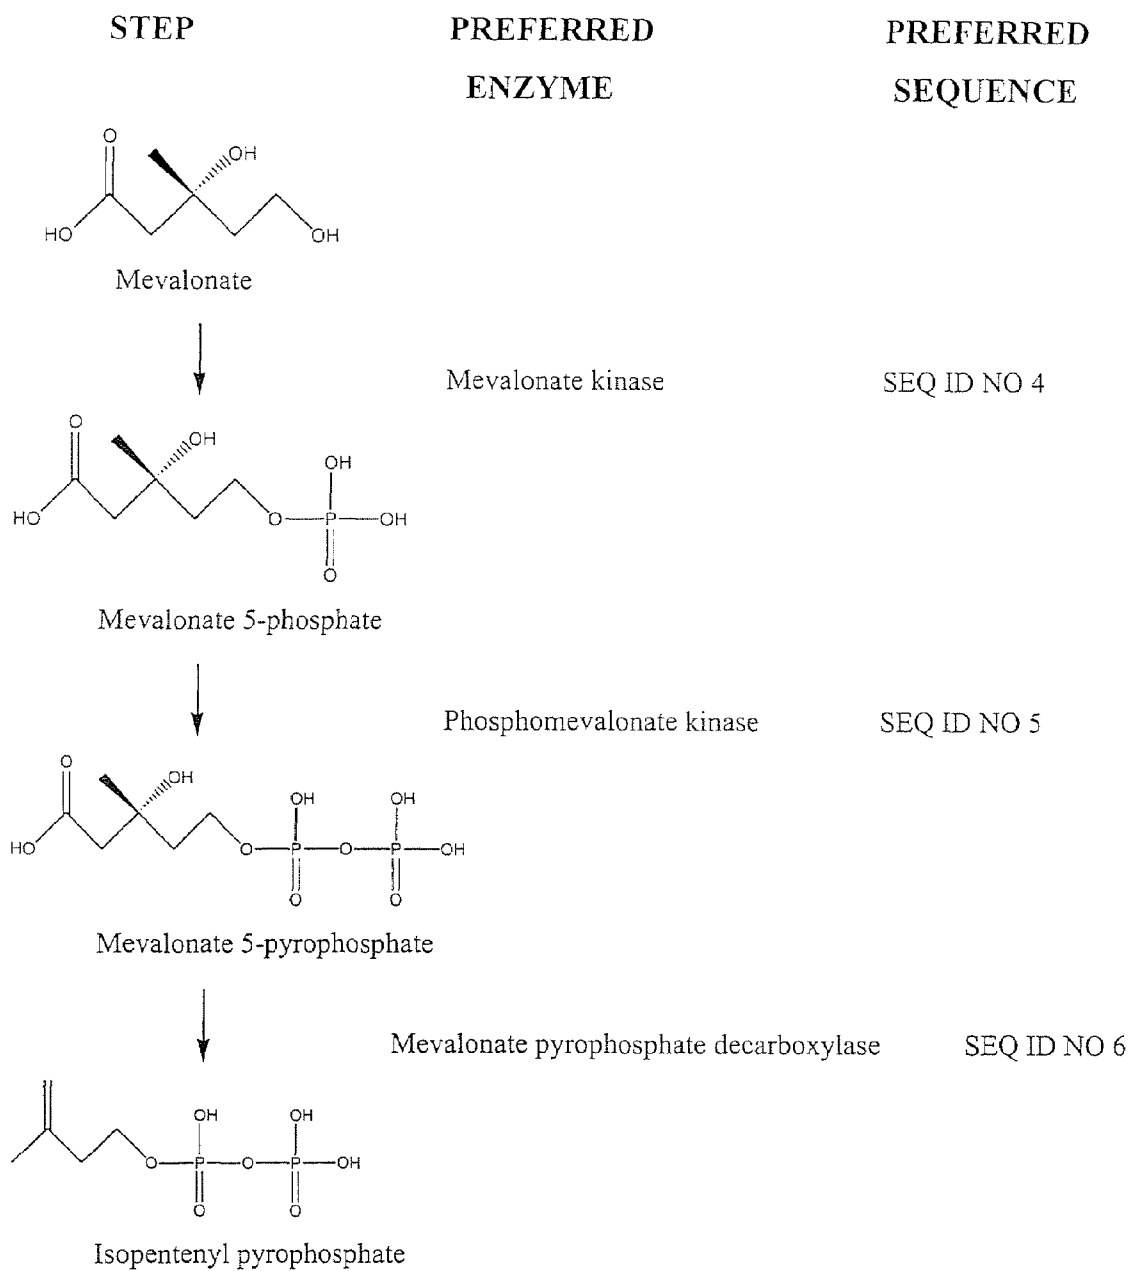 STEP PREFERRED PREFERRED
ENZYME SEQUENCE
O
OH
HO OH
Mevalonate
Mevalonate kinase SEQ ID NO 4
O
OH
OH
HO O P OH
O
Mevalonate 5-phosphate
Phosphomevalonate kinase SEQ ID NO 5
O
OH
OH OH
HO O P O P OH
O O
Mevalonate 5-pyrophosphate
Mevalonate pyrophosphate decarboxylase SEQ ID NO 6
OH OH
O P O P OH
O O
Isopentenyl pyrophosphate